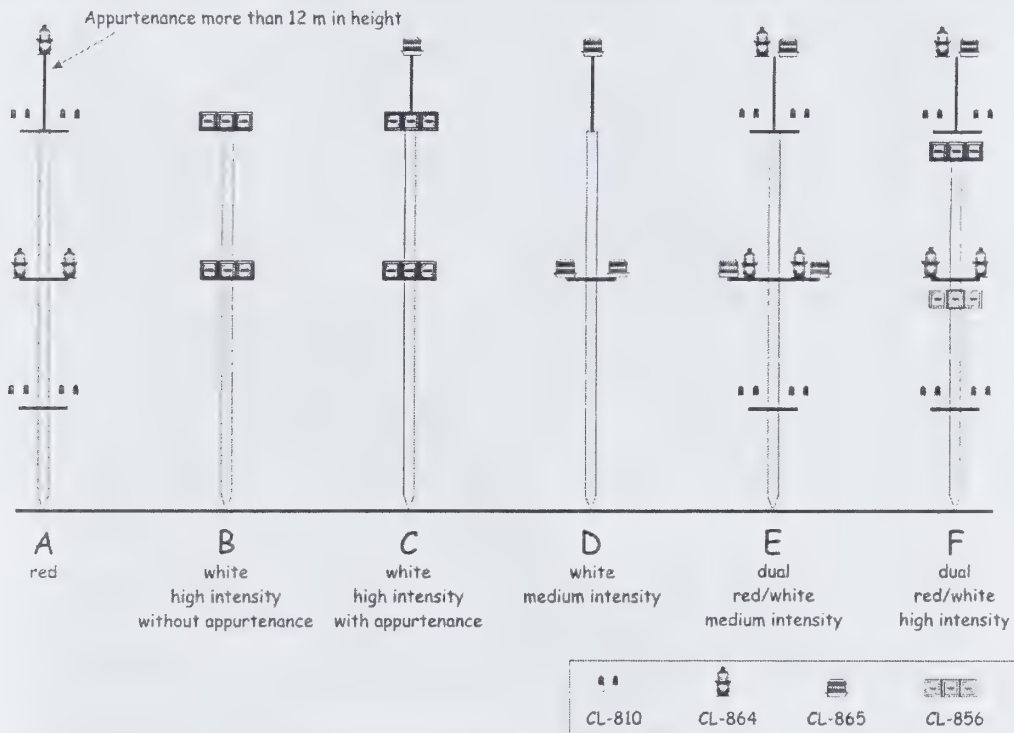 Appurtenance more than 12 m in height
A
red
B
white
high intensity
without appurtenance
C
white
high intensity
with appurtenance
D
white
medium intensity
E
dual
red/white
medium intensity
F
dual
red/white
high intensity
CL-810
CL-864
CL-865
CL-856